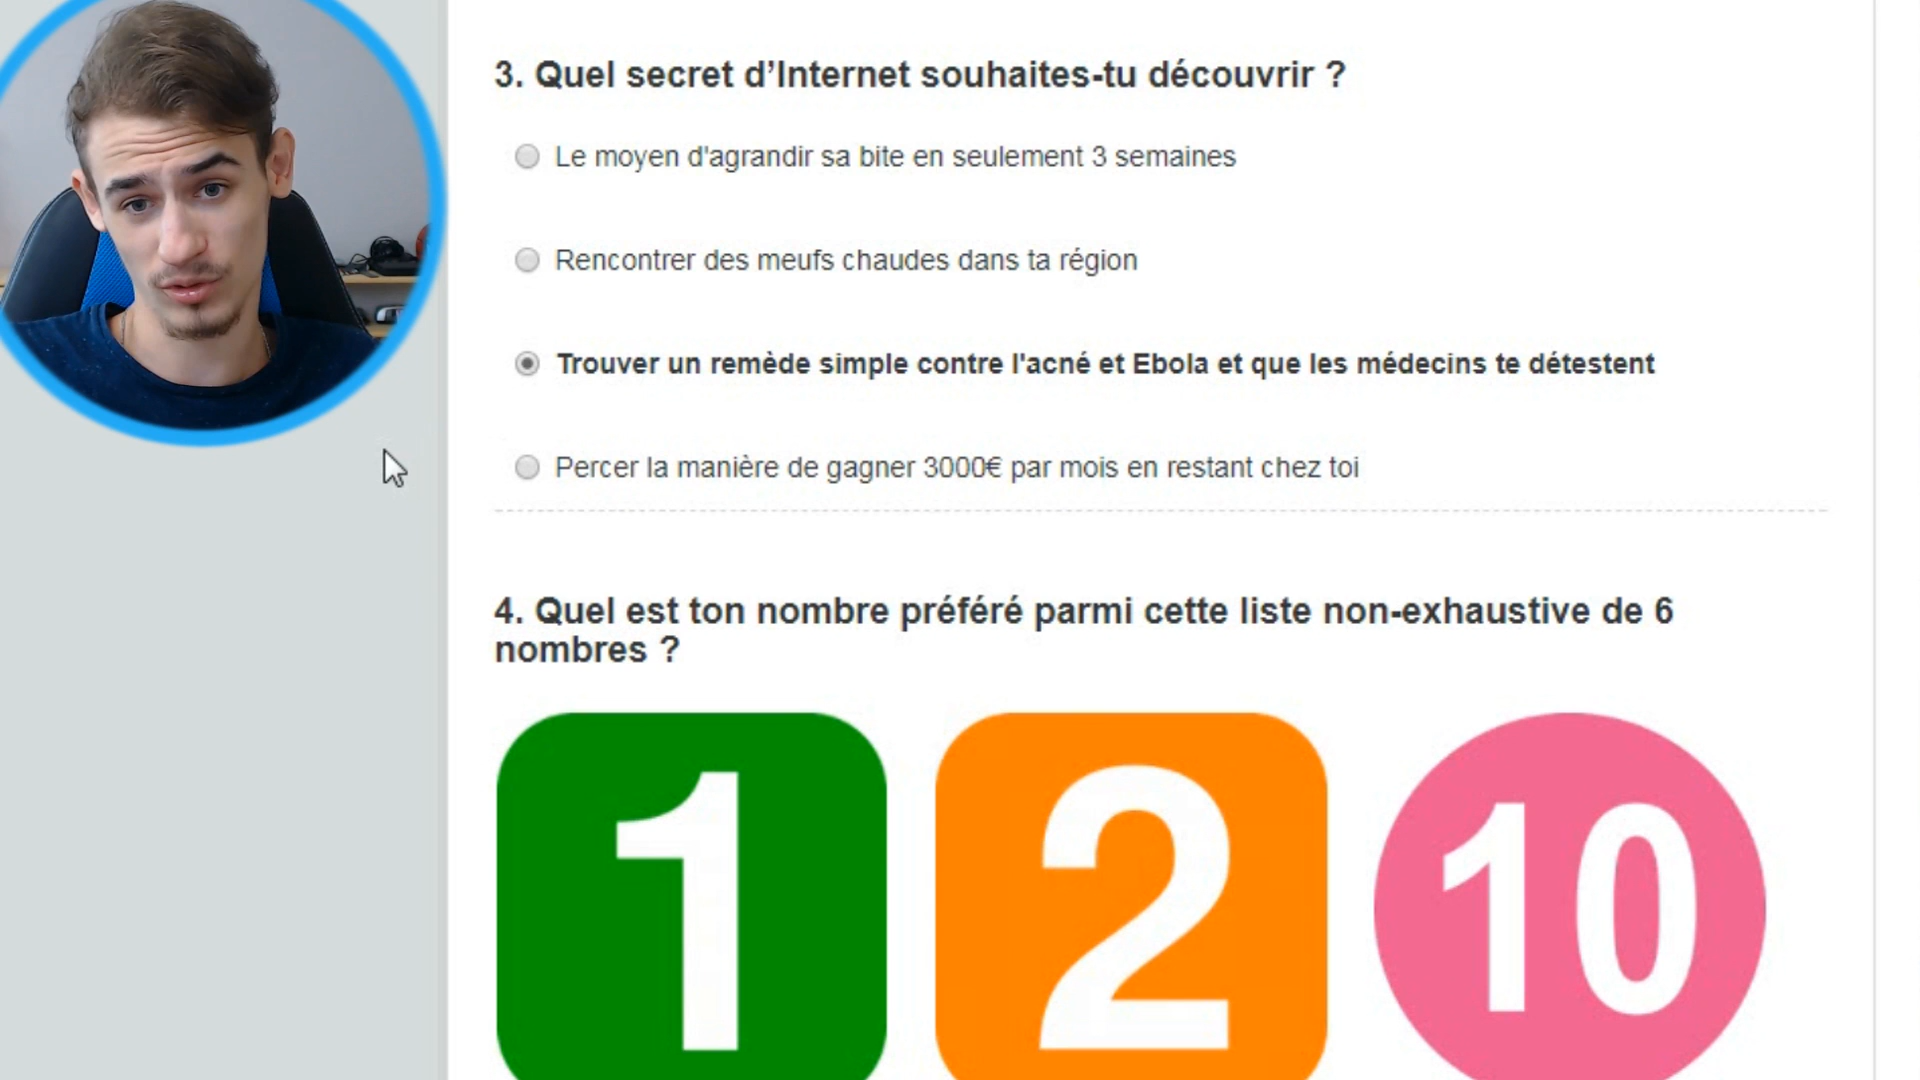 3. Quel secret d’Internet souhaites-tu découvrir ?
Le moyen d'agrandir sa bite en seulement 3 semaines
Rencontrer des meufs chaudes dans ta région
Trouver un remède simple contre l'acné et Ebola et que les médecins te détestent
Percer la manière de gagner 3000€ par mois en restant chez toi
4. Quel est ton nombre préféré parmi cette liste non-exhaustive de 6
nombres ?
1 2 10